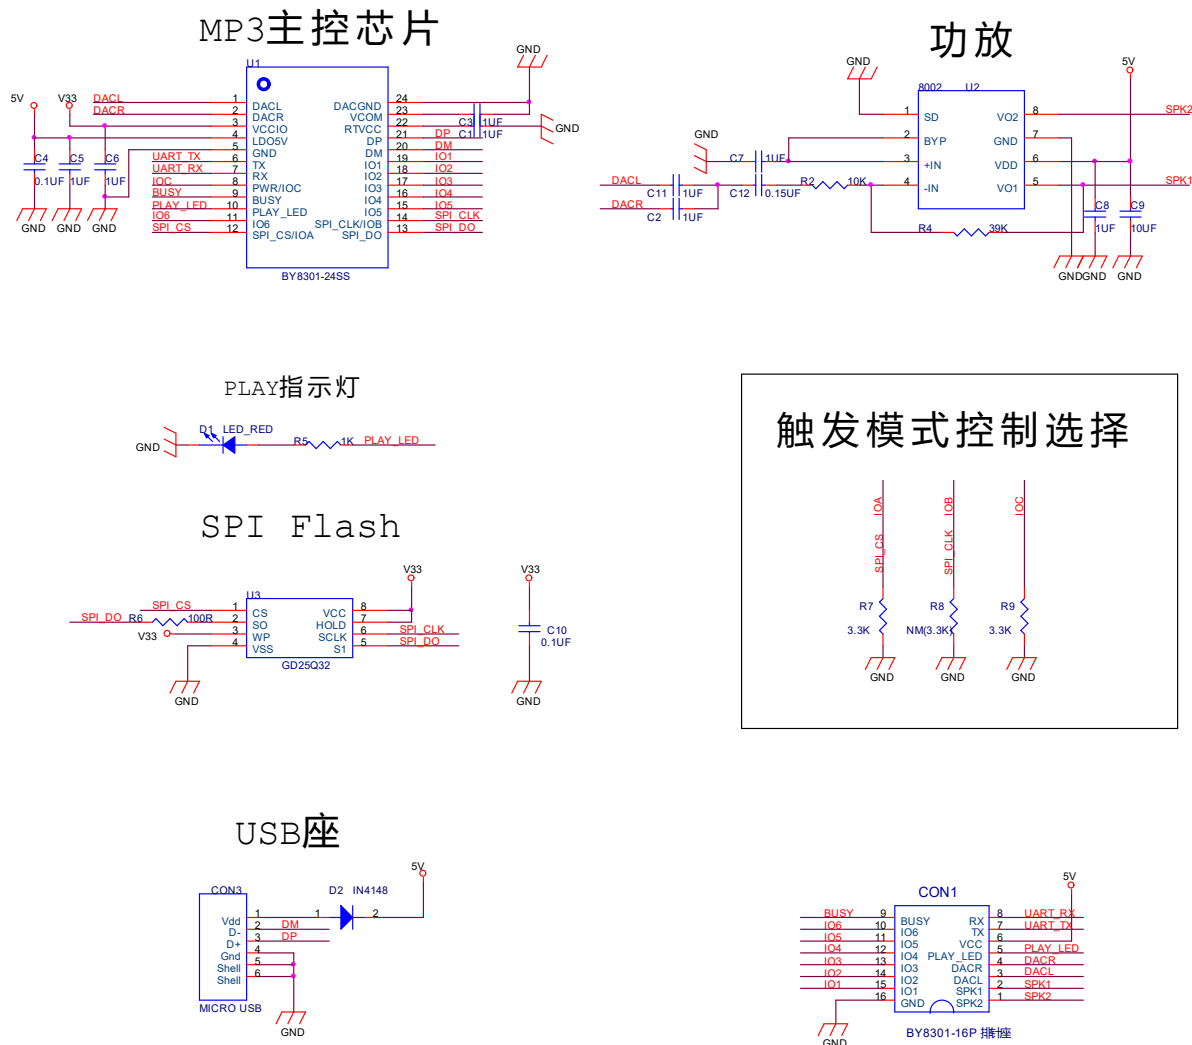 MP3主控芯片
U1
BY8301-24SS
5V
V33
DACL
DACR
UART_TX
UART_RX
IOC
BUSY
PLAY_LED
IO6
SPI_CS
1 DACL
2 DACR
3 VCCIO
4 LDO5V
5 GND
6 TX
7 RX
8 PWR/IOC
9 BUSY
10 PLAY_LED
11 IO6
12 SPI_CS/IOA
24 DACGND
23 VCOM
22 RTVCC
21 DP
20 DM
19 IO1
18 IO2
17 IO3
16 IO4
15 IO5
14 SPI_CLK/IOB
13 SPI_DO
DP
DM
IO1
IO2
IO3
IO4
IO5
SPI_CLK
SPI_DO
GND
GND
C3 1UF
C1 1UF
C4 0.1UF
C5 1UF
C6 1UF
GND GND GND
功放
8002 U2
GND
5V
1 SD
2 BYP
3 +IN
4 -IN
VO2 8
GND 7
VDD 6
VO1 5
SPK2
SPK1
GND
C7 1UF
DACL
DACR
C11 1UF
C2 1UF
C12 0.15UF
R2 10K
R4 39K
C8 1UF
C9 10UF
GND GND GND
PLAY指示灯
GND
D1 LED_RED
R5 1K
PLAY_LED
SPI Flash
U3
GD25Q32
SPI_CS
SPI_DO R6 100R
V33
1 CS
2 SO
3 WP
4 VSS
VCC 8
HOLD 7
SCLK 6
S1 5
SPI_CLK
SPI_DO
V33
V33
C10
0.1UF
GND
GND
触发模式控制选择
SPI_CS IOA
SPI_CLK IOB
IOC
R7
3.3K
R8
NM(3.3K)
R9
3.3K
GND GND GND
USB座
CON3
MICRO USB
Vdd 1
D- 2
D+ 3
Gnd 4
Shell 5
Shell 6
DM
DP
D2 IN4148
1 2
5V
GND
CON1
5V
BUSY 9 BUSY
IO6 10 IO6
IO5 11 IO5
IO4 12 IO4
IO3 13 IO3
IO2 14 IO2
IO1 15 IO1
16 GND
RX 8 UART_RX
TX 7 UART_TX
VCC 6
PLAY_LED 5 PLAY_LED
DACR 4 DACR
DACL 3 DACL
SPK1 2 SPK1
SPK2 1 SPK2
GND
BY8301-16P 排针座